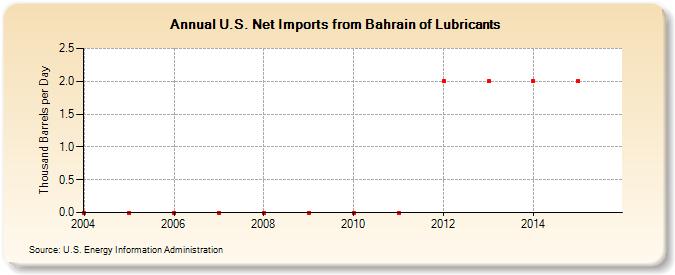 Annual U.S. Net Imports from Bahrain of Lubricants
Thousand Barrels per Day
2.5
2.0
1.5
1.0
0.5
0.0
2004 2006 2008 2010 2012 2014
Source: U.S. Energy Information Administration